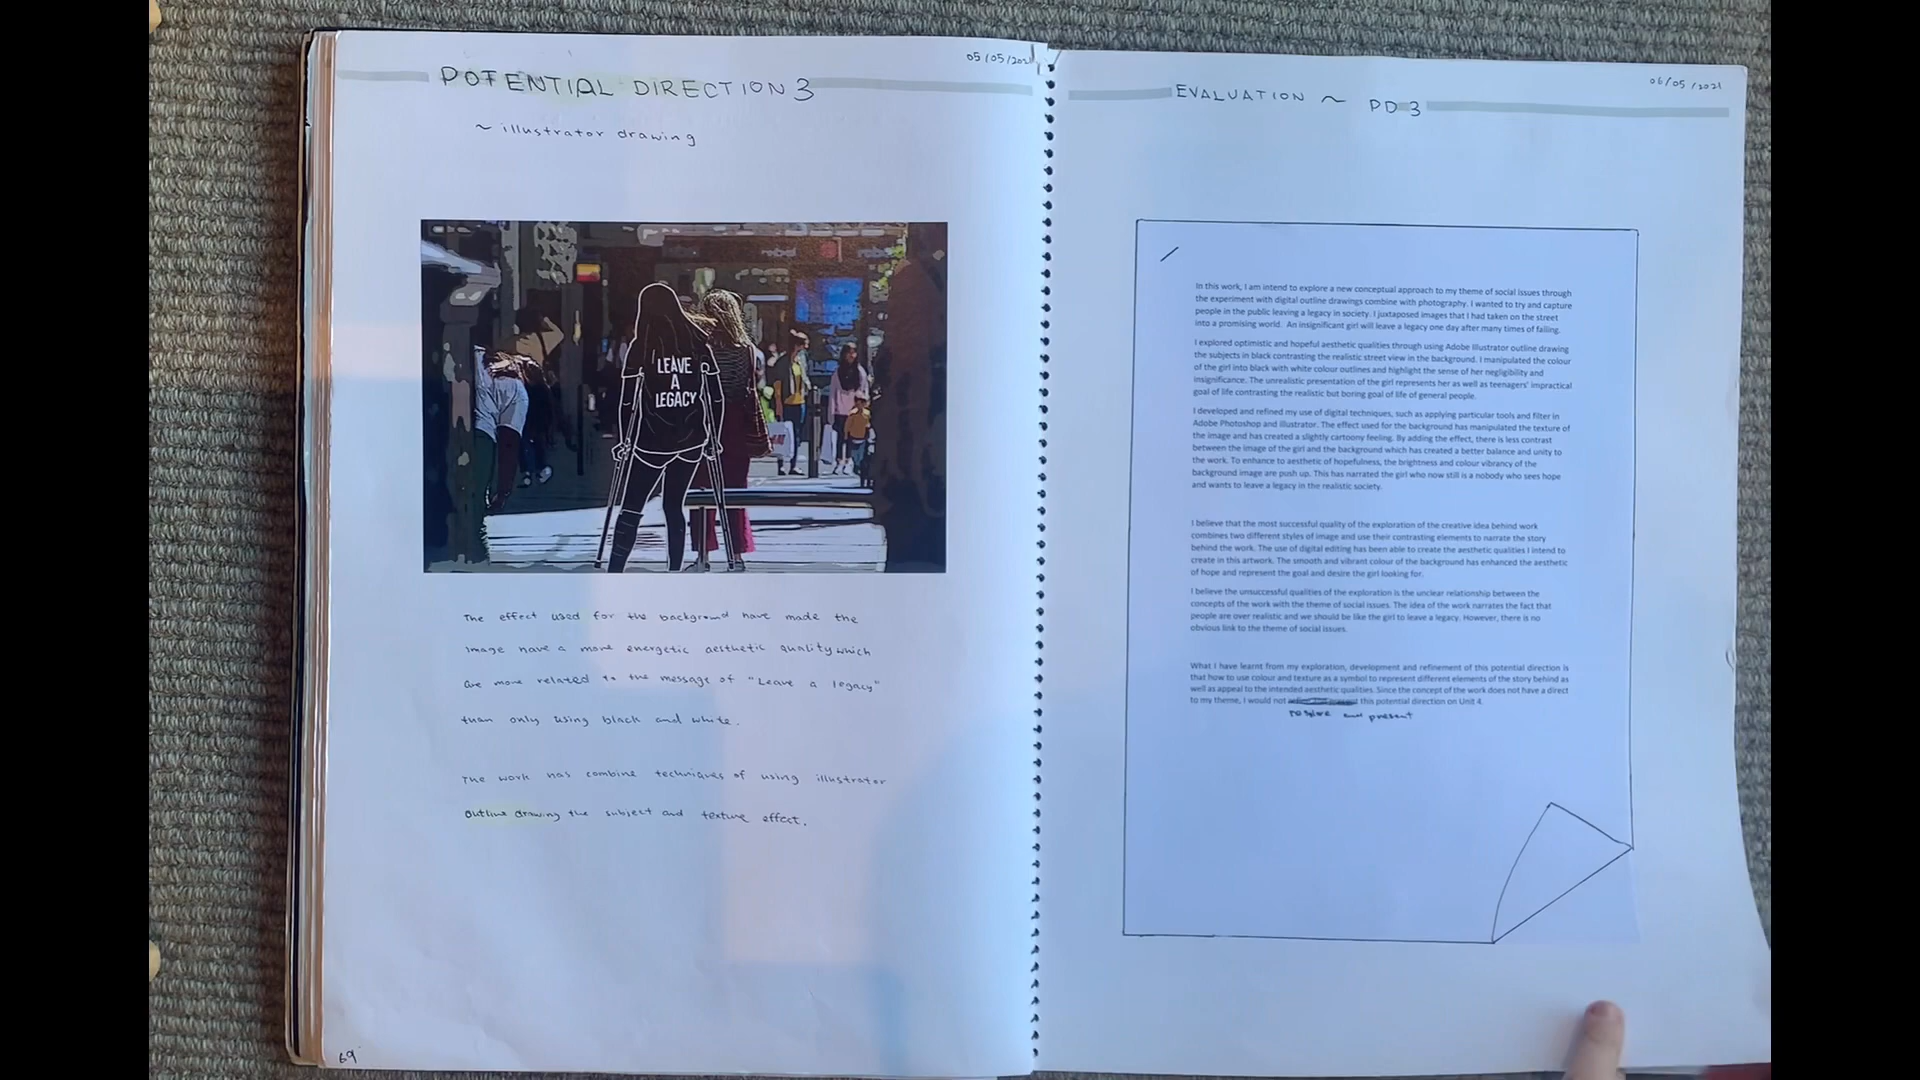 05/05/2021
POTENTIAL DIRECTION 3
~ illustrator drawing
rebel
LEAVE
A
LEGACY
The effect used for the background have made the
image have a more energetic aesthetic quality which
are more related to the message of "Leave a legacy"
than only using black and white.
The work has combine techniques of using illustrator
outline drawing the subject and texture effect.
69
06/05/2021
EVALUATION ~ PD 3
In this work, I am intend to explore a new conceptual approach to my theme of social issues through
the experiment with digital outline drawings combine with photography. I wanted to try and capture
people in the public leaving a legacy in society. I juxtaposed images that I had taken on the street
into a promising world. An insignificant girl will leave a legacy one day after many times of failing.
I explored optimistic and hopeful aesthetic qualities through using Adobe Illustrator outline drawing
the subjects in black contrasting the realistic street view in the background. I manipulated the colour
of the girl into black with white colour outlines and highlight the sense of her negligibility and
insignificance. The unrealistic presentation of the girl represents her as well as teenagers' impractical
goal of life contrasting the realistic but boring goal of life of general people.
I developed and refined my use of digital techniques, such as applying particular tools and filter in
Adobe Photoshop and Illustrator. The effect used for the background has manipulated the texture of
the image and has created a slightly cartoony feeling. By adding the effect, there is less contrast
between the image of the girl and the background which has created a better balance and unity to
the work. To enhance to aesthetic of hopefulness, the brightness and colour vibrancy of the
background image are push up. This has narrated the girl who now still is a nobody who sees hope
and wants to leave a legacy in the realistic society.
I believe that the most successful quality of the exploration of the creative idea behind work
combines two different styles of image and use their contrasting elements to narrate the story
behind the work. The use of digital editing has been able to create the aesthetic qualities I intend to
create in this artwork. The smooth and vibrant colour of the background has enhanced the aesthetic
of hope and represent the goal and desire the girl looking for.
I believe the unsuccessful qualities of the exploration is the unclear relationship between the
concepts of the work with the theme of social issues. The idea of the work narrates the fact that
people are over realistic and we should be like the girl to leave a legacy. However, there is no
obvious link to the theme of social issues.
What I have learnt from my exploration, development and refinement of this potential direction is
that how to use colour and texture as a symbol to represent different elements of the story behind as
well as appeal to the intended aesthetic qualities. Since the concept of the work does not have a direct
to my theme, I would not this potential direction on Unit 4.
resolve and present